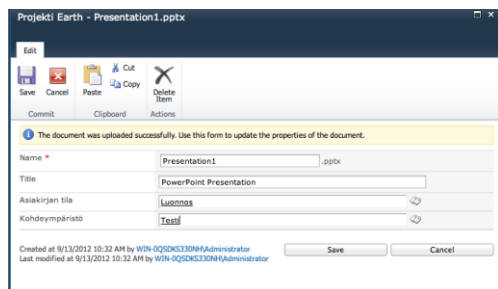 Projekti Earth - Presentation1.pptx
Edit
Save
Cancel
Paste
Cut
Copy
Delete Item
Commit
Clipboard
Actions
The document was uploaded successfully. Use this form to update the properties of the document.
Name *
Presentation1 .pptx
Title
PowerPoint Presentation
Asiakirjan tila
Luonnos
Kohdeympäristö
Testi
Created at 9/13/2012 10:32 AM by WIN-0QSDKS330NH\Administrator
Last modified at 9/13/2012 10:32 AM by WIN-0QSDKS330NH\Administrator
Save
Cancel